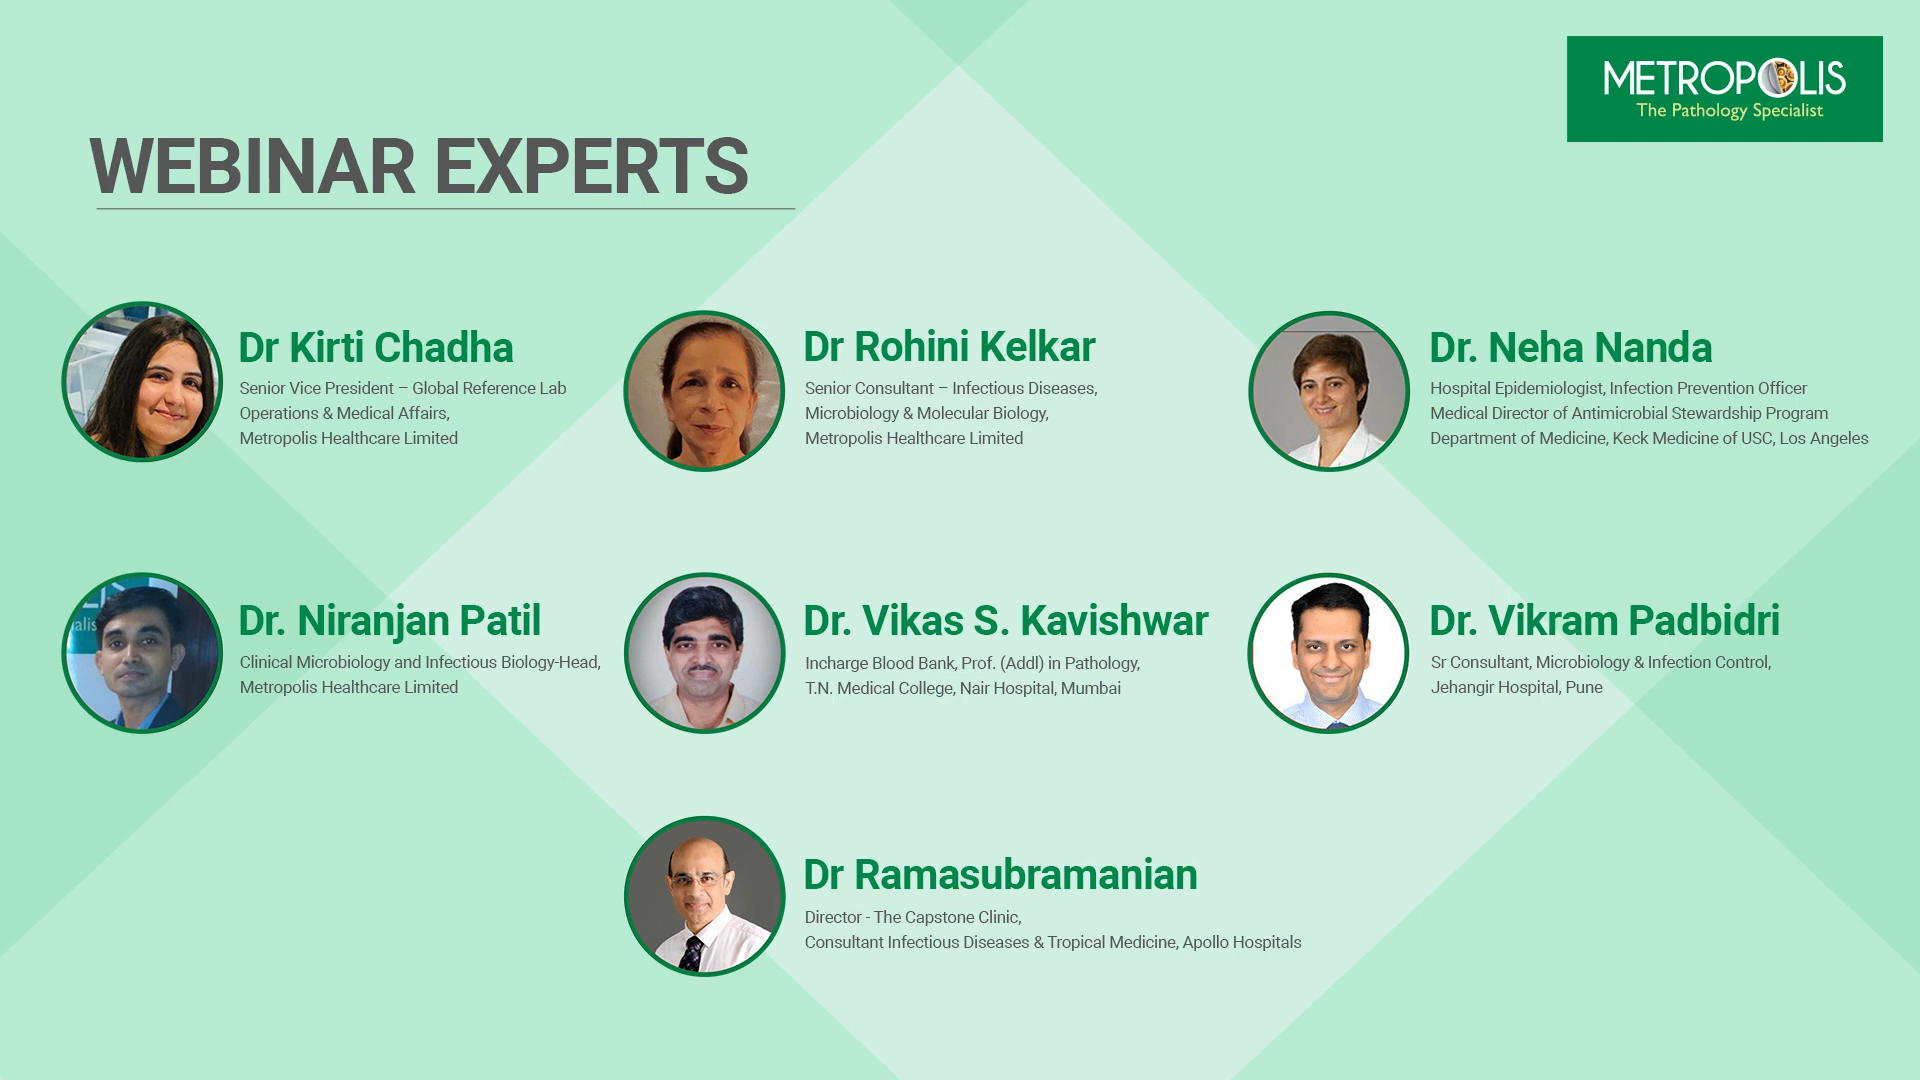 METROPOLIS
The Pathology Specialist
WEBINAR EXPERTS
Dr Kirti Chadha
Senior Vice President – Global Reference Lab
Operations & Medical Affairs,
Metropolis Healthcare Limited
Dr Rohini Kelkar
Senior Consultant – Infectious Diseases,
Microbiology & Molecular Biology,
Metropolis Healthcare Limited
Dr. Neha Nanda
Hospital Epidemiologist, Infection Prevention Officer
Medical Director of Antimicrobial Stewardship Program
Department of Medicine, Keck Medicine of USC, Los Angeles
Dr. Niranjan Patil
Clinical Microbiology and Infectious Biology-Head,
Metropolis Healthcare Limited
Dr. Vikas S. Kavishwar
Incharge Blood Bank, Prof. (Addl) in Pathology,
T.N. Medical College, Nair Hospital, Mumbai
Dr. Vikram Padbidri
Sr Consultant, Microbiology & Infection Control,
Jehangir Hospital, Pune
Dr Ramasubramanian
Director - The Capstone Clinic,
Consultant Infectious Diseases & Tropical Medicine, Apollo Hospitals